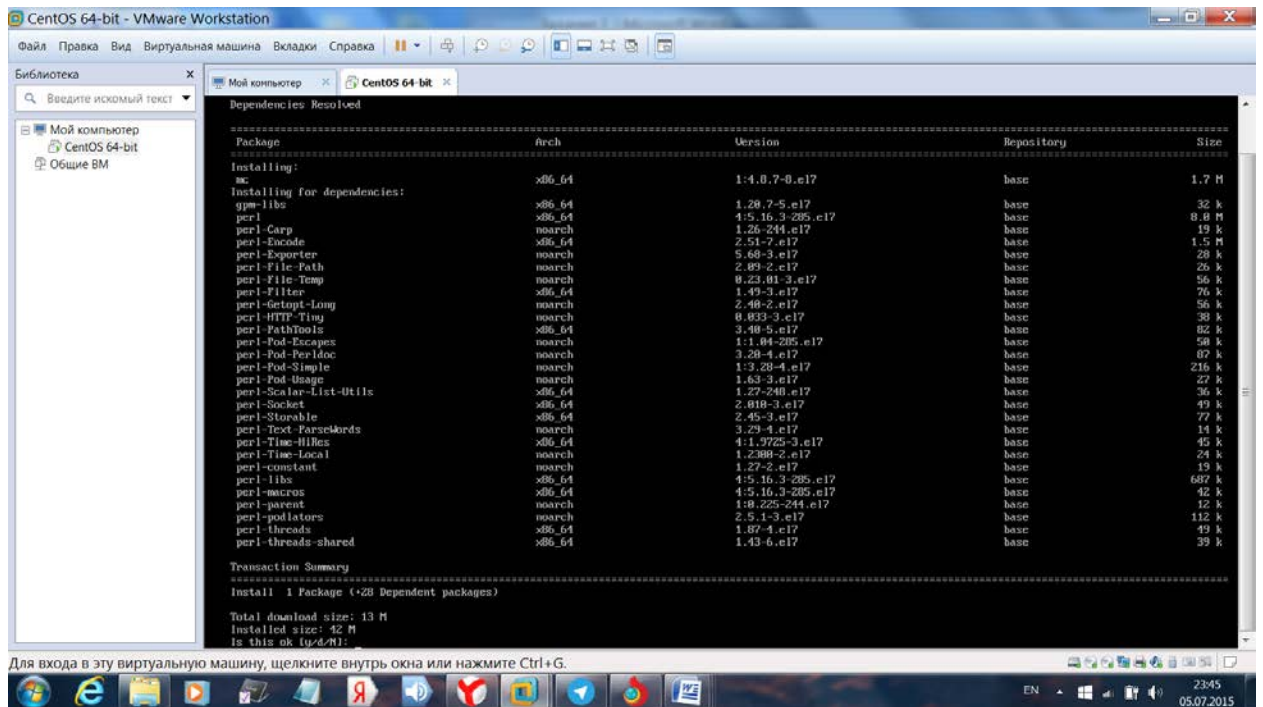 CentOS 64-bit - VMware Workstation
Файл Правка Вид Виртуальная машина Вкладки Справка
Библиотека x
Введите искомый текст
Мой компьютер
CentOS 64-bit
Общие ВМ
Мой компьютер CentOS 64-bit
Dependencies Resolved
Package Arch Version Repository Size
Installing:
mc x86_64 1:4.8.7-8.el7 base 1.7 M
Installing for dependencies:
gpm-libs x86_64 1.20.7-5.el7 base 32 k
perl x86_64 4:5.16.3-285.el7 base 8.0 M
perl-Carp noarch 1.26-244.el7 base 19 k
perl-Encode x86_64 2.51-7.el7 base 1.5 M
perl-Exporter noarch 5.68-3.el7 base 28 k
perl-File-Path noarch 2.09-2.el7 base 26 k
perl-File-Temp noarch 0.23.01-3.el7 base 56 k
perl-Filter x86_64 1.49-3.el7 base 76 k
perl-Getopt-Long noarch 2.40-2.el7 base 56 k
perl-HTTP-Tiny noarch 0.033-3.el7 base 38 k
perl-PathTools x86_64 3.40-5.el7 base 82 k
perl-Pod-Escapes noarch 1:1.04-285.el7 base 50 k
perl-Pod-Perldoc noarch 3.20-4.el7 base 87 k
perl-Pod-Simple noarch 1:3.28-4.el7 base 216 k
perl-Pod-Usage noarch 1.63-3.el7 base 27 k
perl-Scalar-List-Utils x86_64 1.27-248.el7 base 36 k
perl-Socket x86_64 2.010-3.el7 base 49 k
perl-Storable x86_64 2.45-3.el7 base 77 k
perl-Text-ParseWords noarch 3.29-4.el7 base 14 k
perl-Time-HiRes x86_64 4:1.9725-3.el7 base 45 k
perl-Time-Local noarch 1.2300-2.el7 base 24 k
perl-constant noarch 1.27-2.el7 base 19 k
perl-libs x86_64 4:5.16.3-285.el7 base 687 k
perl-macros x86_64 4:5.16.3-285.el7 base 42 k
perl-parent noarch 1:0.225-244.el7 base 12 k
perl-podlators noarch 2.5.1-3.el7 base 112 k
perl-threads x86_64 1.87-4.el7 base 49 k
perl-threads-shared x86_64 1.43-6.el7 base 39 k
Transaction Summary
Install 1 Package (+28 Dependent packages)
Total download size: 13 M
Installed size: 42 M
Is this ok [y/d/N]: _
Для входа в эту виртуальную машину, щелкните внутрь окна или нажмите Ctrl+G.
EN 23:45
05.07.2015